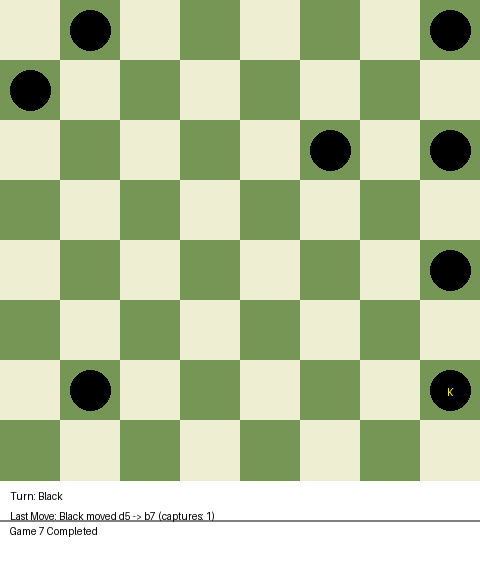 K
Turn: Black
Last Move: Black moved d5 -> b7 (captures: 1)
Game 7 Completed